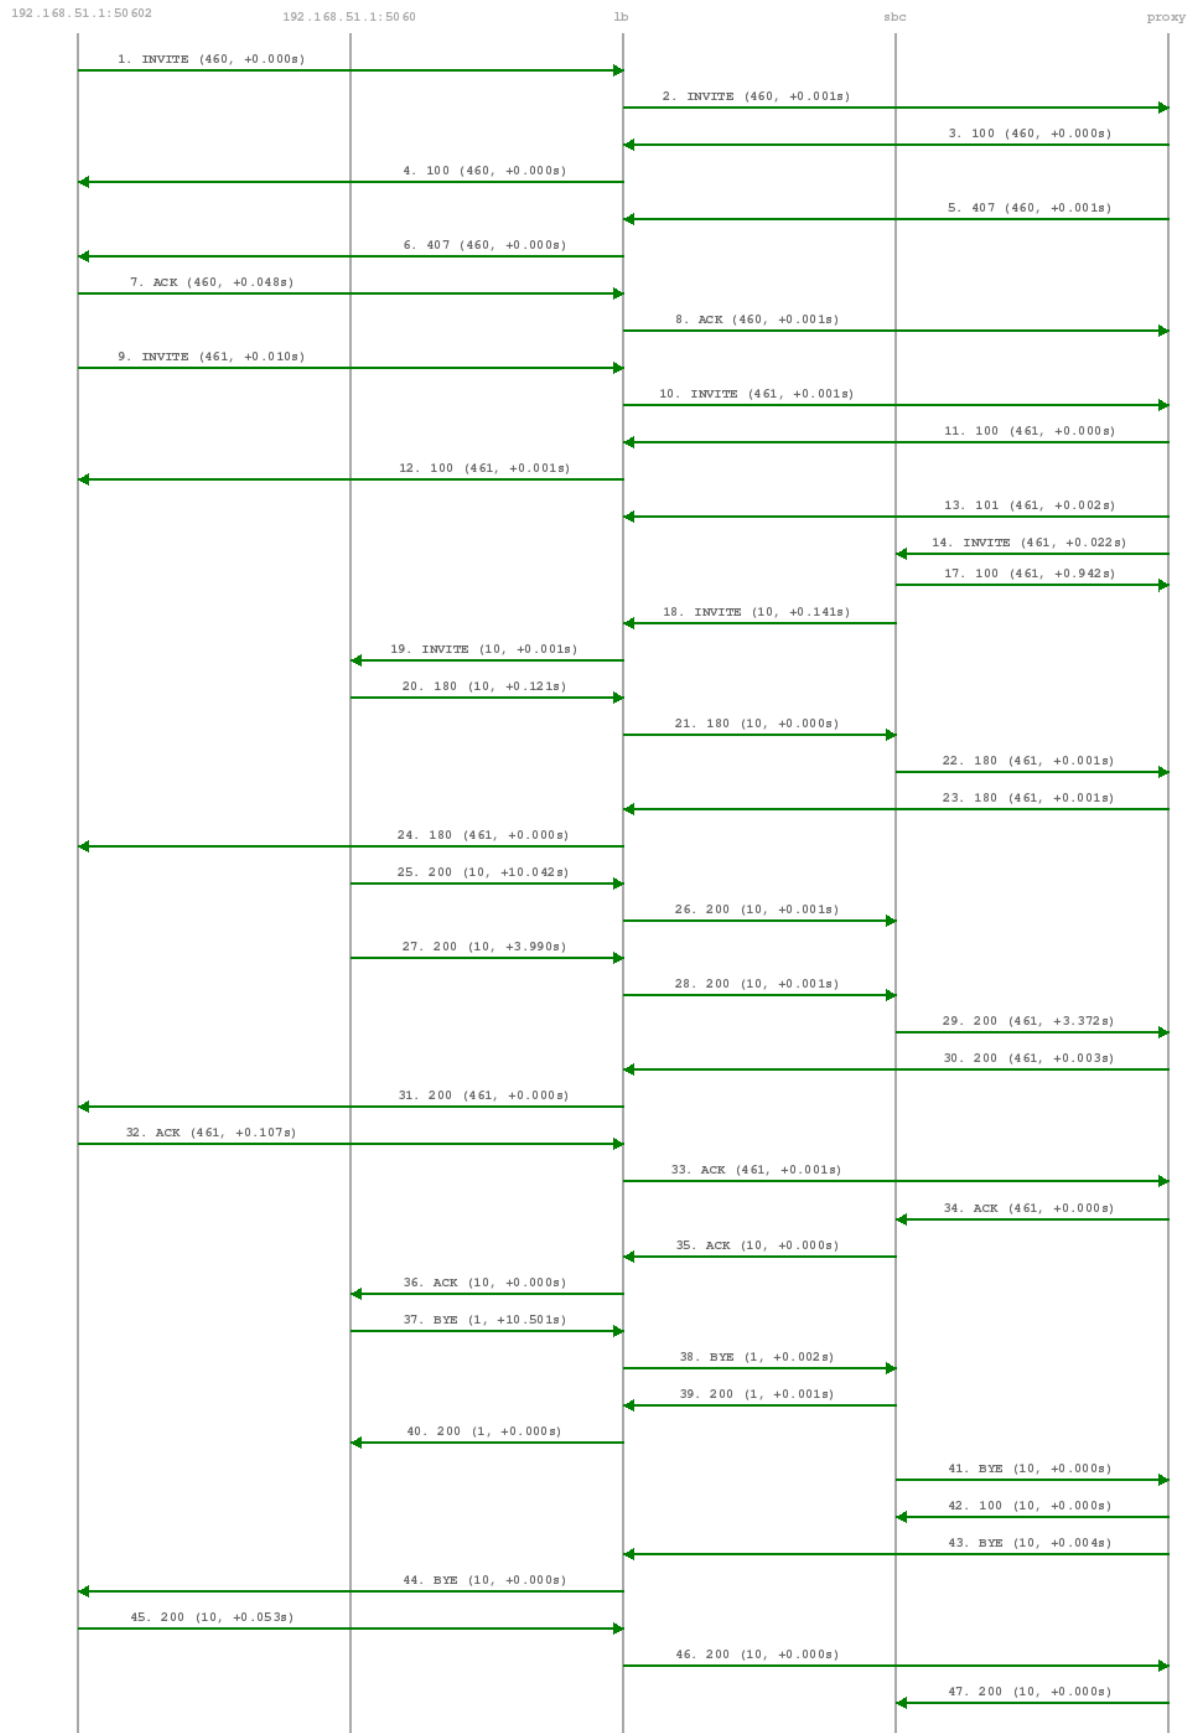 192.168.51.1:50602
192.168.51.1:5060
lb
sbc
proxy
1. INVITE (460, +0.000s)
2. INVITE (460, +0.001s)
3. 100 (460, +0.000s)
4. 100 (460, +0.000s)
5. 407 (460, +0.001s)
6. 407 (460, +0.000s)
7. ACK (460, +0.048s)
8. ACK (460, +0.001s)
9. INVITE (461, +0.010s)
10. INVITE (461, +0.001s)
11. 100 (461, +0.000s)
12. 100 (461, +0.001s)
13. 101 (461, +0.002s)
14. INVITE (461, +0.022s)
17. 100 (461, +0.942s)
18. INVITE (10, +0.141s)
19. INVITE (10, +0.001s)
20. 180 (10, +0.121s)
21. 180 (10, +0.000s)
22. 180 (461, +0.001s)
23. 180 (461, +0.001s)
24. 180 (461, +0.000s)
25. 200 (10, +10.042s)
26. 200 (10, +0.001s)
27. 200 (10, +3.990s)
28. 200 (10, +0.001s)
29. 200 (461, +3.372s)
30. 200 (461, +0.003s)
31. 200 (461, +0.000s)
32. ACK (461, +0.107s)
33. ACK (461, +0.001s)
34. ACK (461, +0.000s)
35. ACK (10, +0.000s)
36. ACK (10, +0.000s)
37. BYE (1, +10.501s)
38. BYE (1, +0.002s)
39. 200 (1, +0.001s)
40. 200 (1, +0.000s)
41. BYE (10, +0.000s)
42. 100 (10, +0.000s)
43. BYE (10, +0.004s)
44. BYE (10, +0.000s)
45. 200 (10, +0.053s)
46. 200 (10, +0.000s)
47. 200 (10, +0.000s)